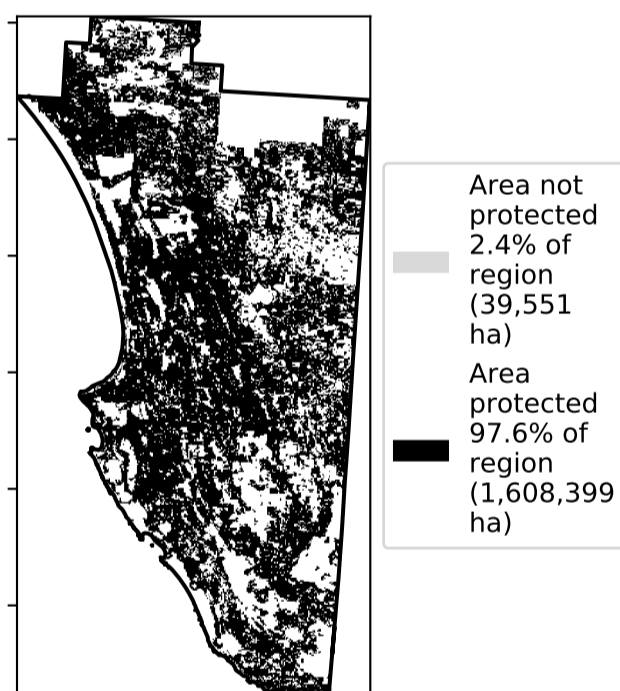 Area not
protected
2.4% of
region
(39,551
ha)
Area
protected
97.6% of
region
(1,608,399
ha)